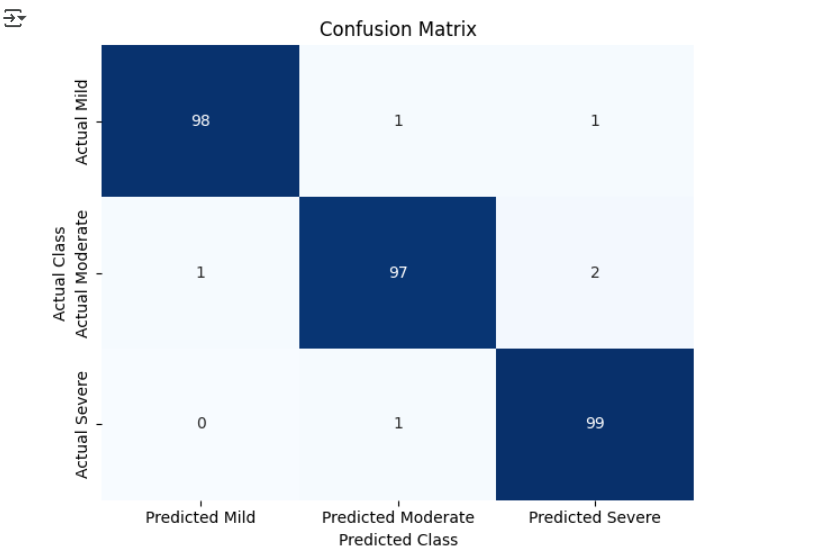 Confusion Matrix
Actual Class
Actual Mild
98 1 1
Actual Moderate
1 97 2
Actual Severe
0 1 99
Predicted Mild Predicted Moderate Predicted Severe
Predicted Class